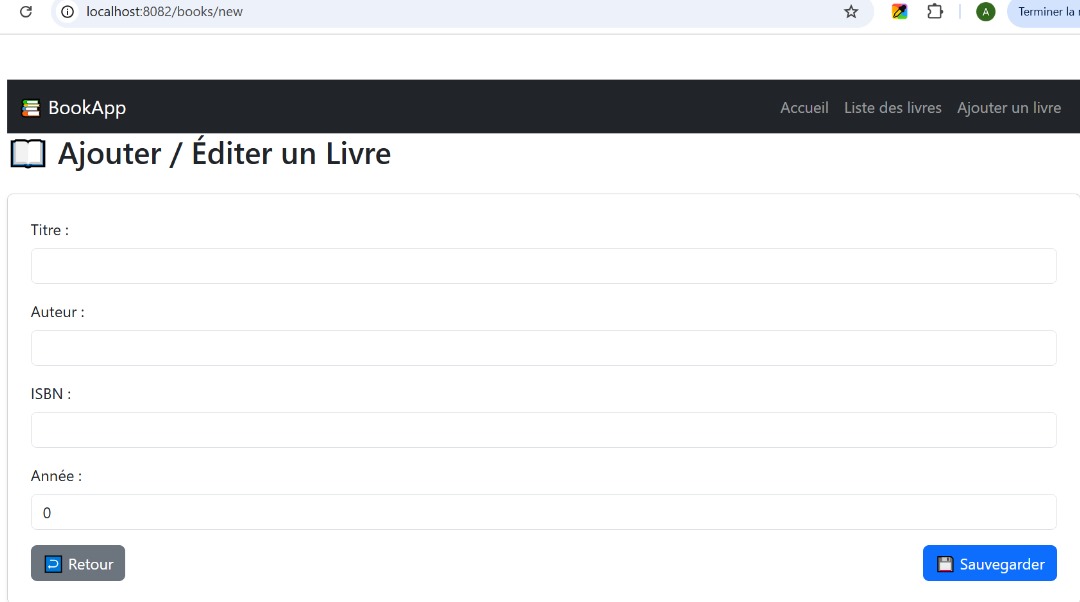 localhost:8082/books/new
A
Terminer la
BookApp
Accueil Liste des livres Ajouter un livre
Ajouter / Éditer un Livre
Titre :
Auteur :
ISBN :
Année :
0
Retour Sauvegarder